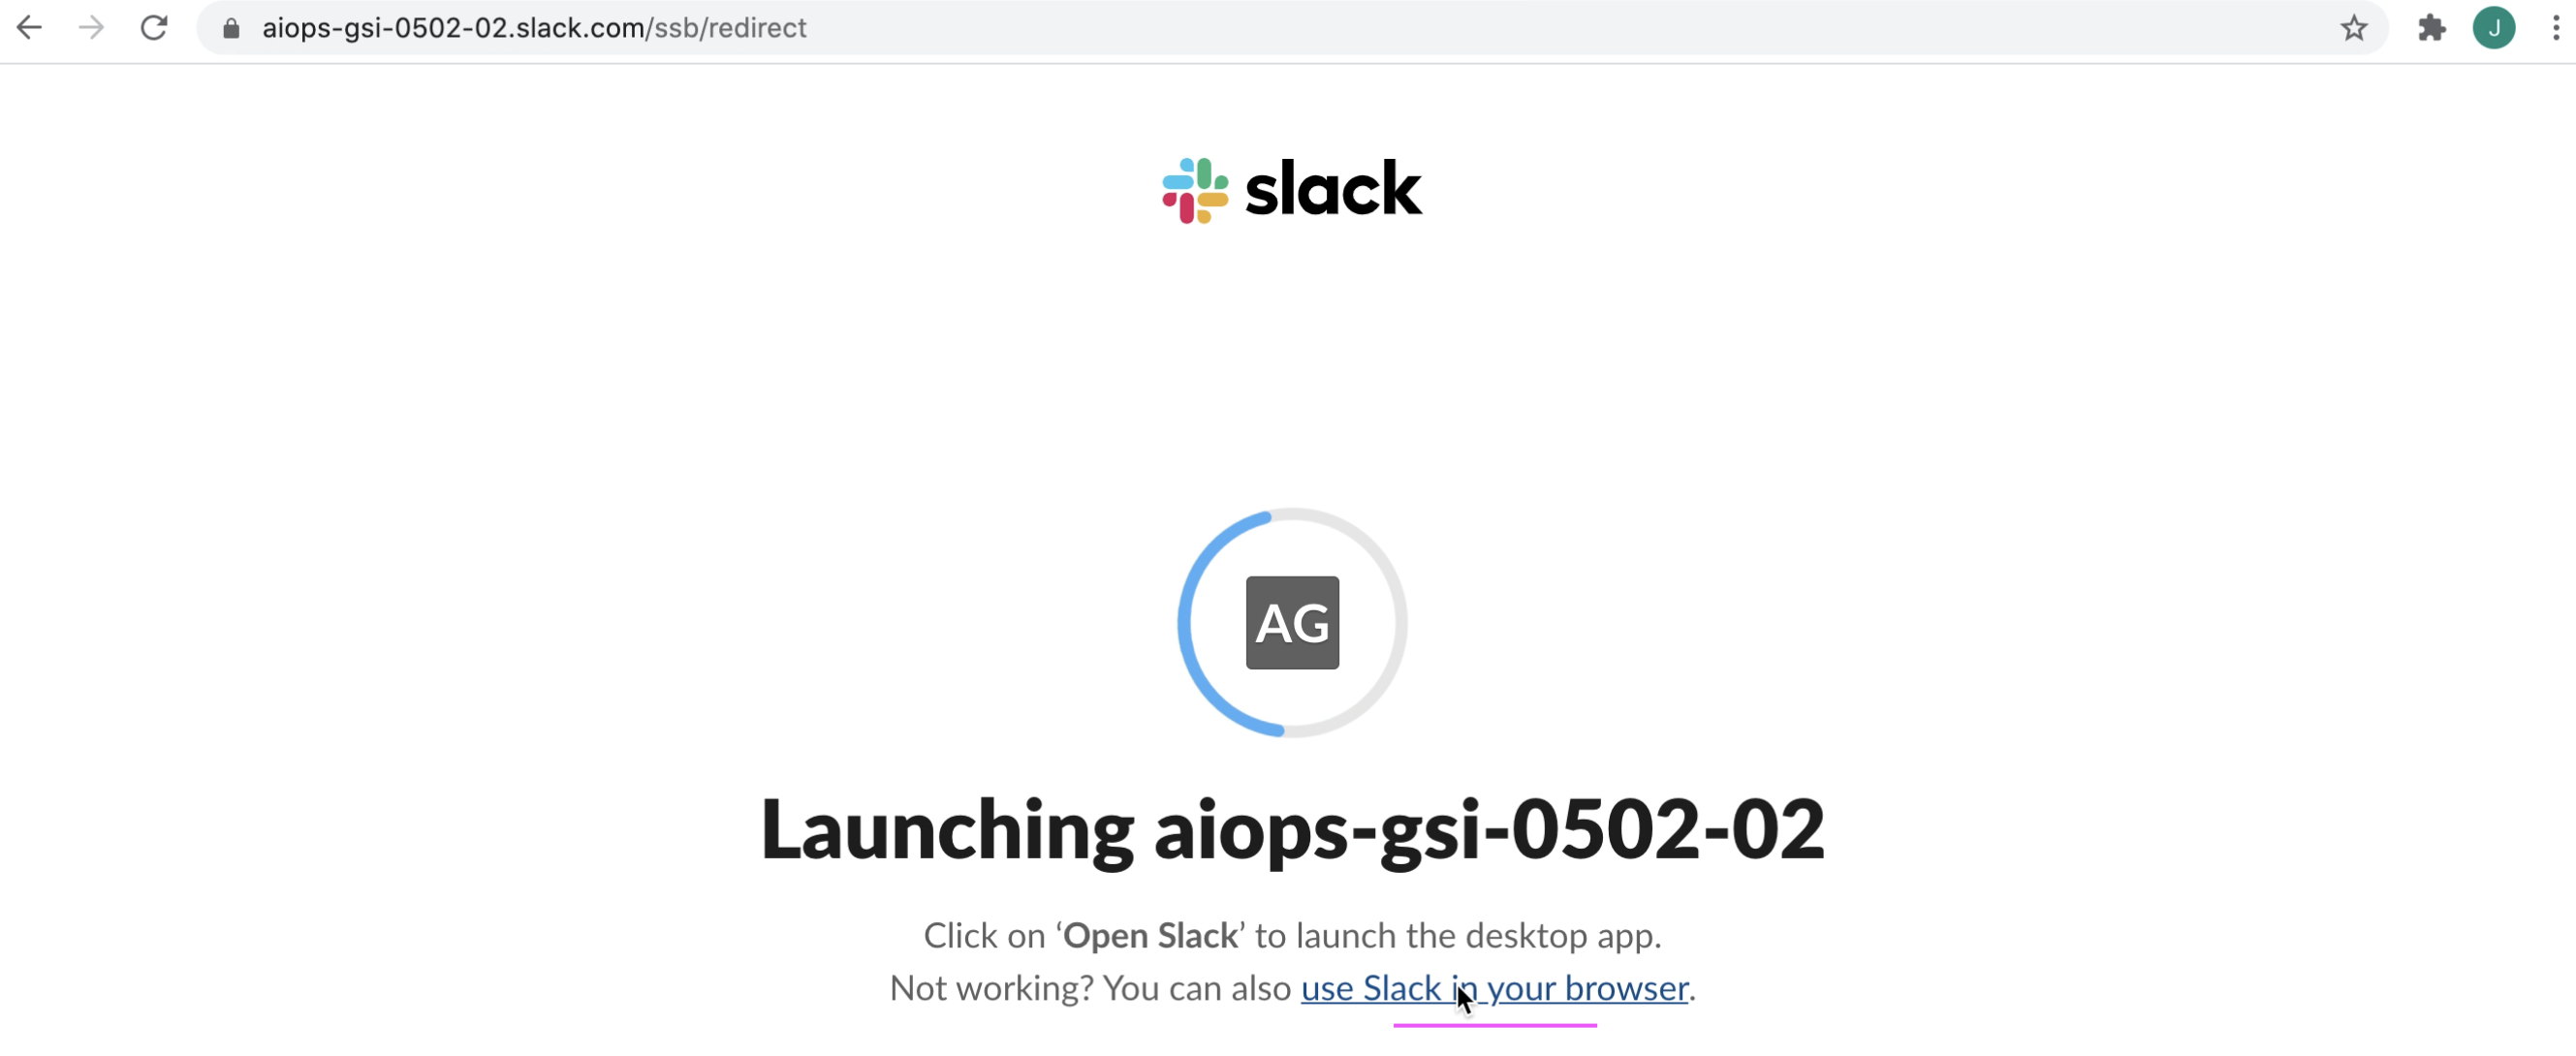 aiops-gsi-0502-02.slack.com/ssb/redirect
J
slack
AG
Launching aiops-gsi-0502-02
Click on ‘Open Slack’ to launch the desktop app.
Not working? You can also use Slack in your browser.